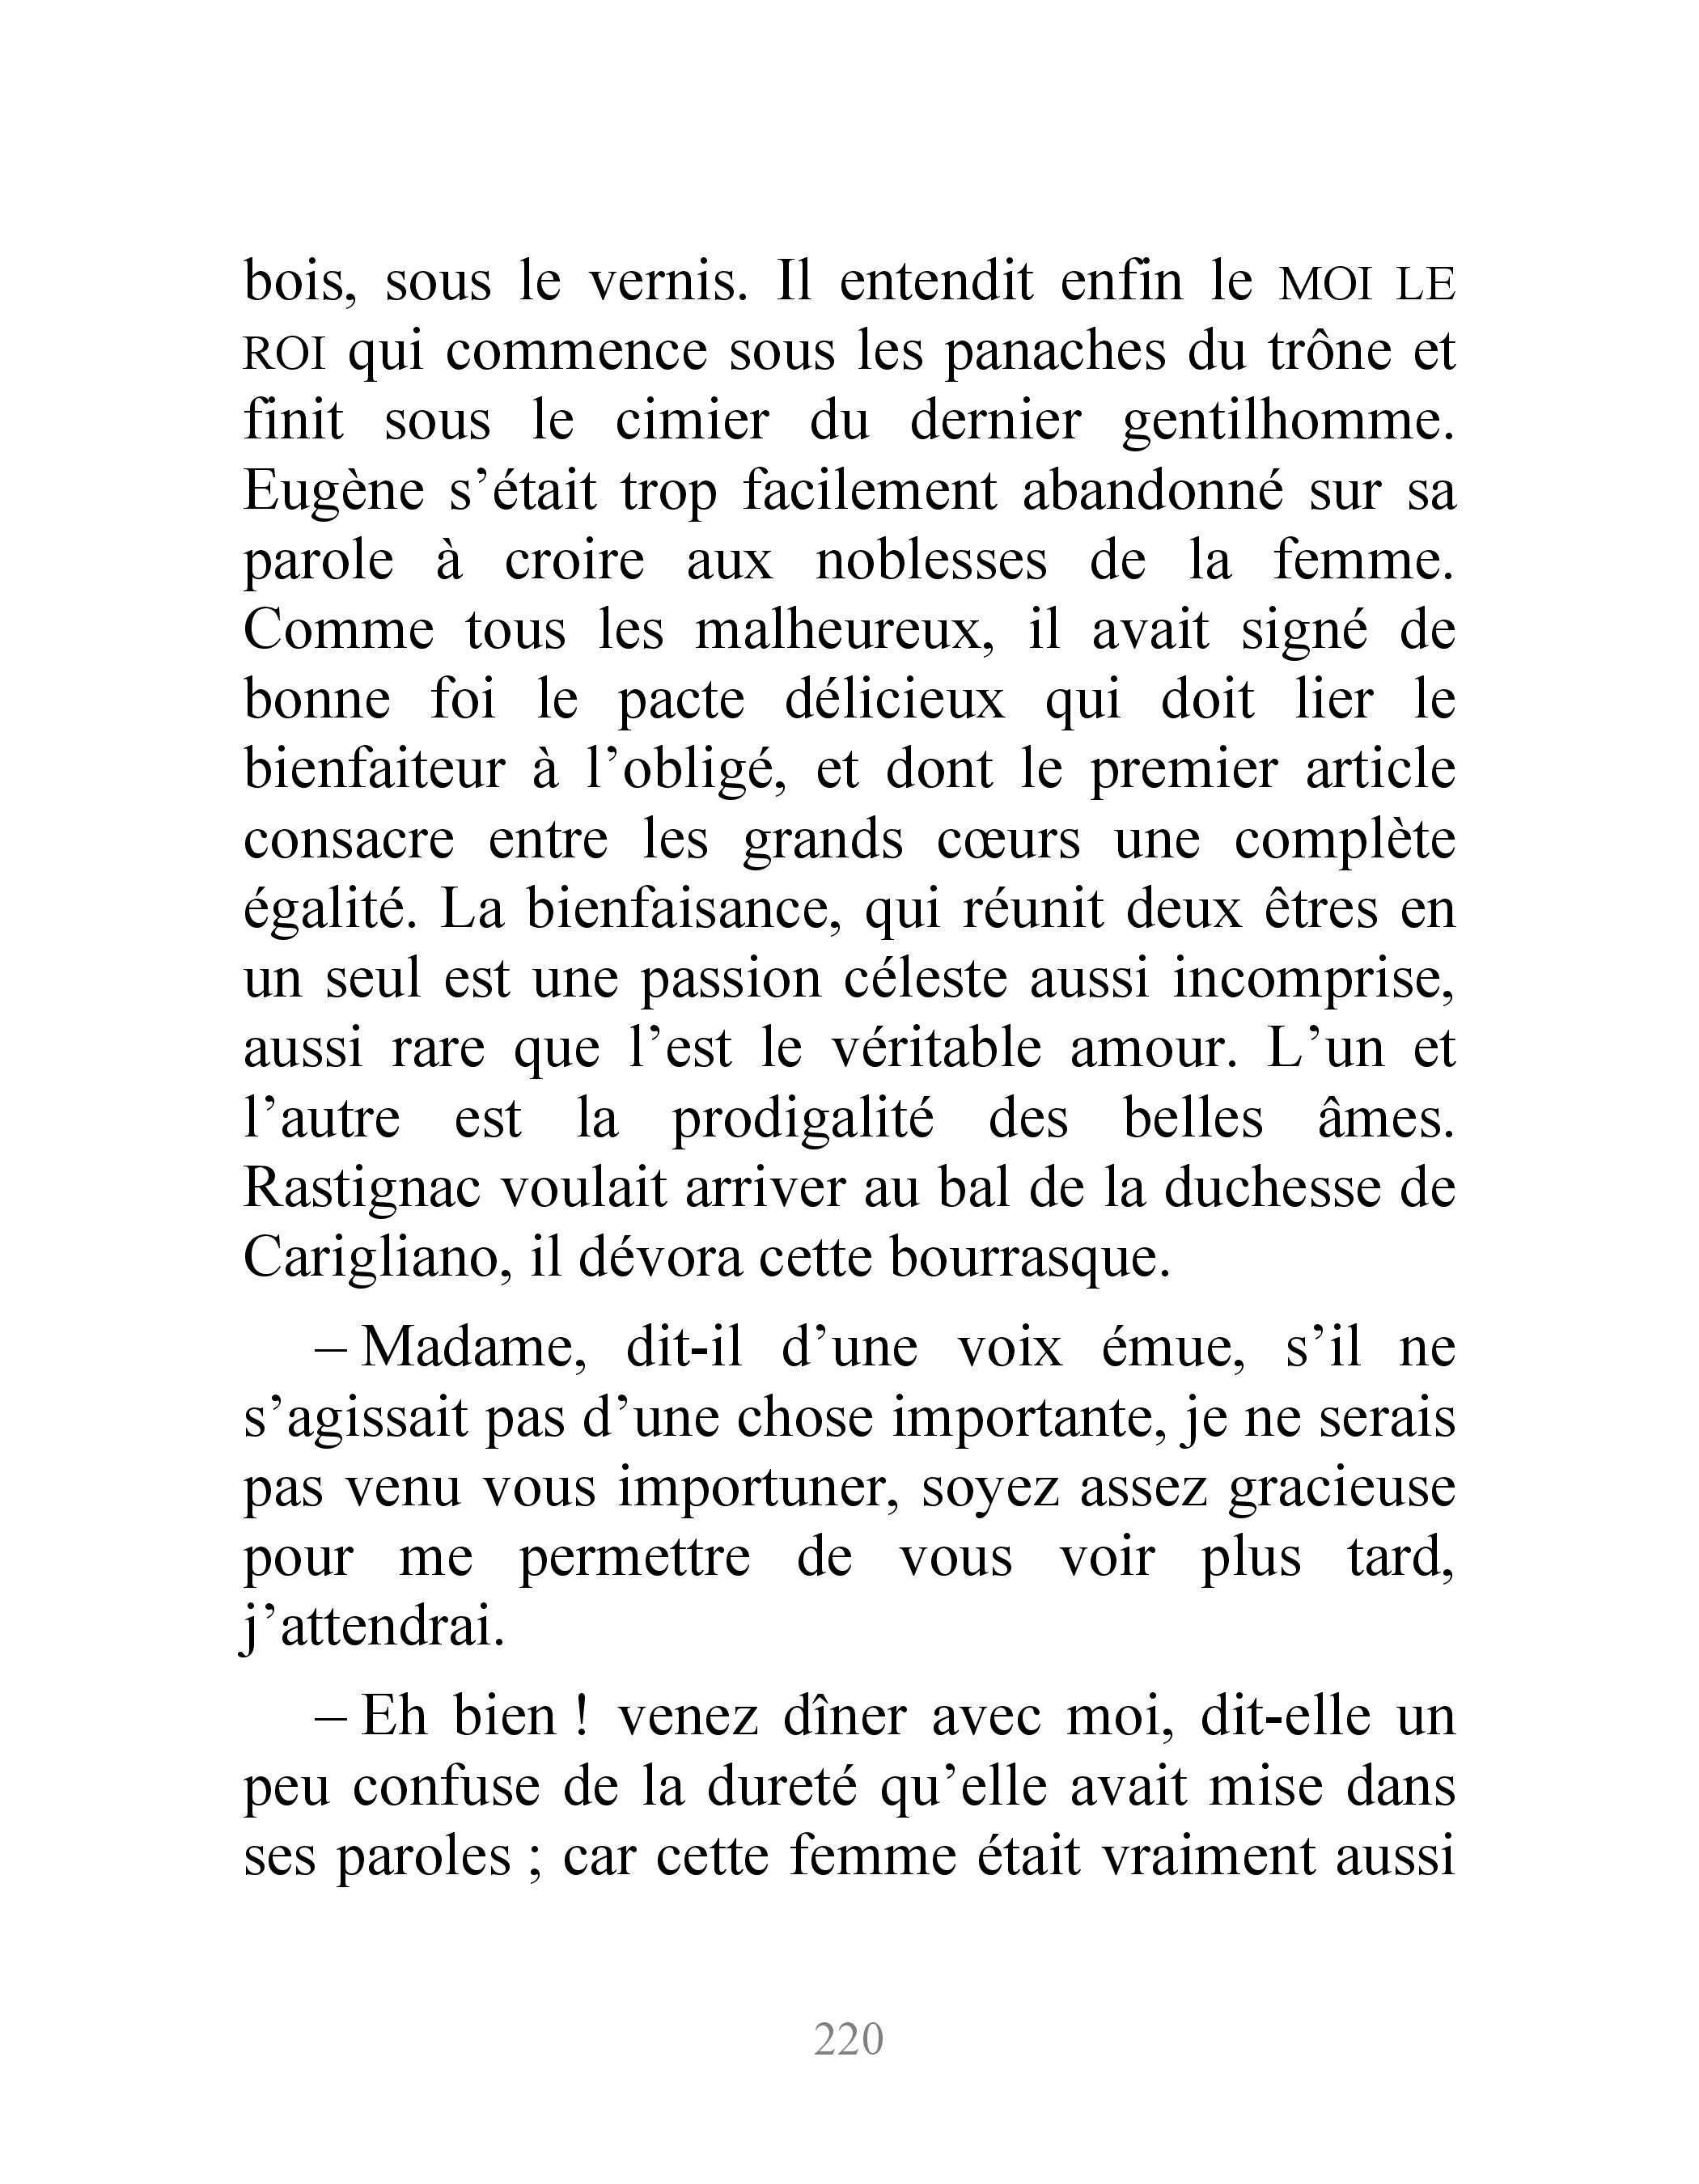 bois, sous le vernis. Il entendit enfin le MOI LE
ROI qui commence sous les panaches du trône et
finit sous le cimier du dernier gentilhomme.
Eugène s’était trop facilement abandonné sur sa
parole à croire aux noblesses de la femme.
Comme tous les malheureux, il avait signé de
bonne foi le pacte délicieux qui doit lier le
bienfaiteur à l’obligé, et dont le premier article
consacre entre les grands cœurs une complète
égalité. La bienfaisance, qui réunit deux êtres en
un seul est une passion céleste aussi incomprise,
aussi rare que l’est le véritable amour. L’un et
l’autre est la prodigalité des belles âmes.
Rastignac voulait arriver au bal de la duchesse de
Carigliano, il dévora cette bourrasque.
– Madame, dit-il d’une voix émue, s’il ne
s’agissait pas d’une chose importante, je ne serais
pas venu vous importuner, soyez assez gracieuse
pour me permettre de vous voir plus tard,
j’attendrai.
– Eh bien ! venez dîner avec moi, dit-elle un
peu confuse de la dureté qu’elle avait mise dans
ses paroles ; car cette femme était vraiment aussi
220